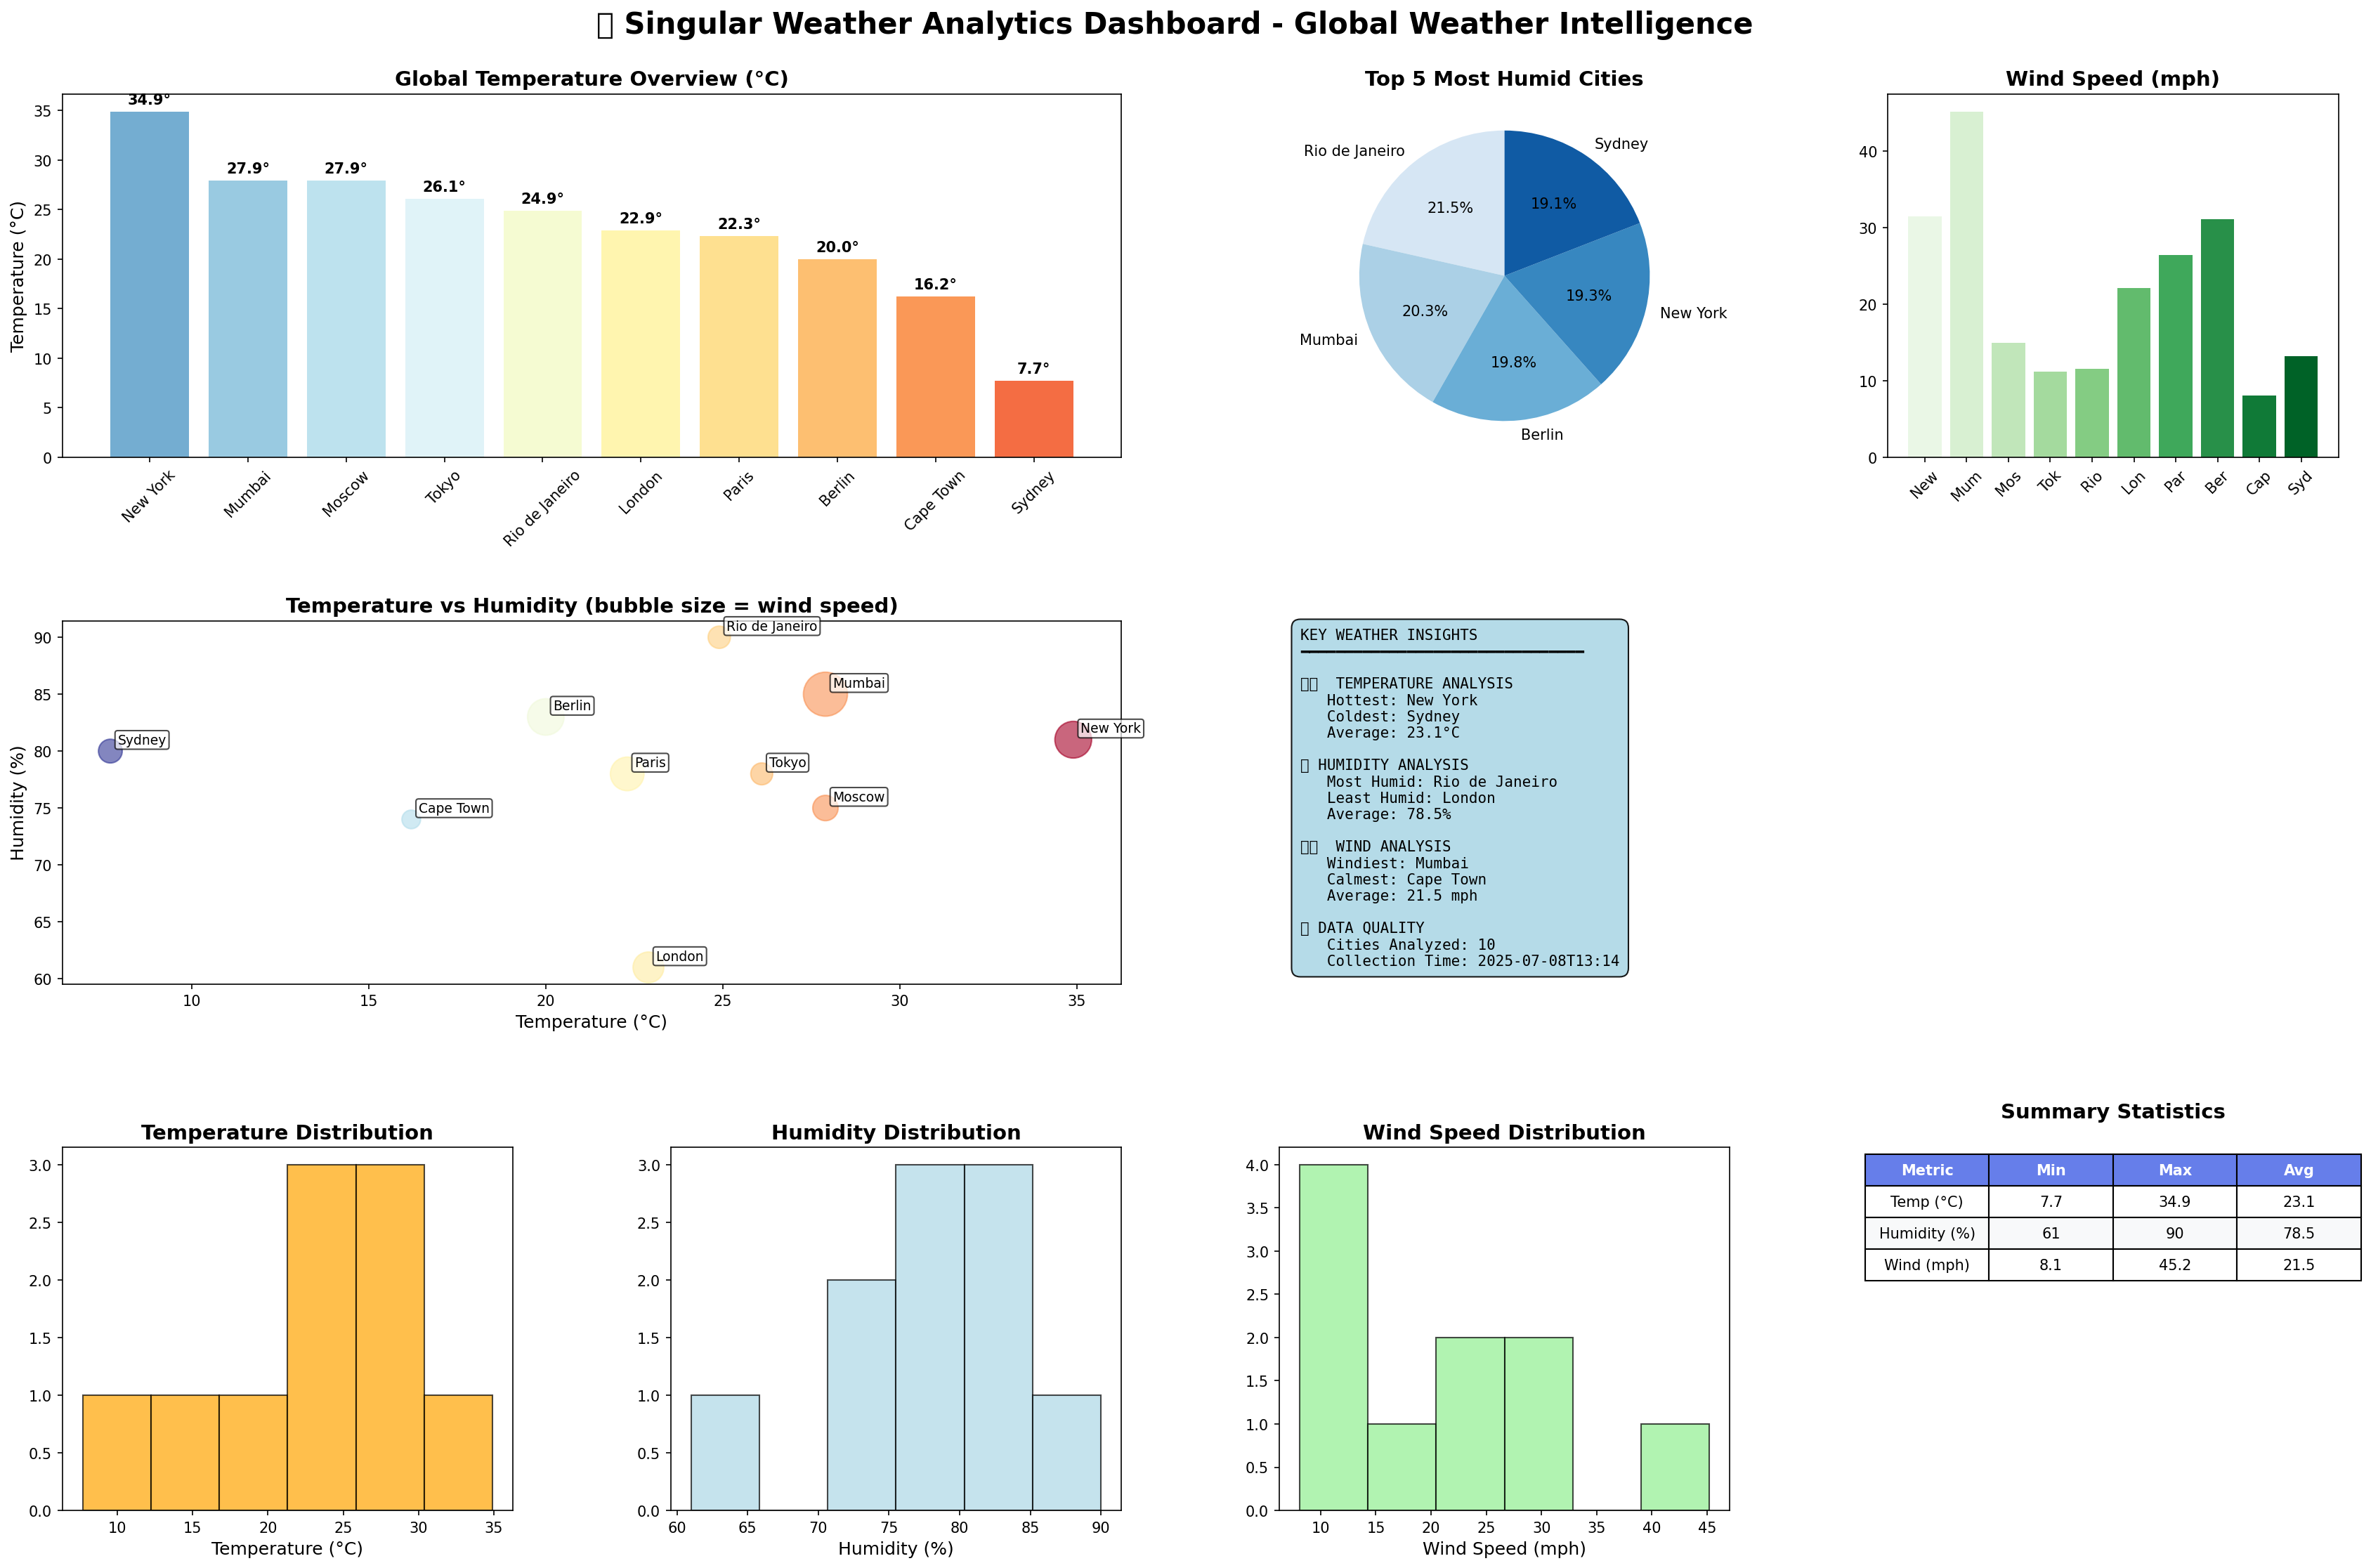 ▯ Singular Weather Analytics Dashboard - Global Weather Intelligence
Global Temperature Overview (°C)
Temperature (°C)
35
30
25
20
15
10
5
0
34.9°
27.9°
27.9°
26.1°
24.9°
22.9°
22.3°
20.0°
16.2°
7.7°
New York
Mumbai
Moscow
Tokyo
Rio de Janeiro
London
Paris
Berlin
Cape Town
Sydney
Top 5 Most Humid Cities
Rio de Janeiro
21.5%
Mumbai
20.3%
Berlin
19.8%
New York
19.3%
Sydney
19.1%
Wind Speed (mph)
40
30
20
10
0
New
Mum
Mos
Tok
Rio
Lon
Par
Ber
Cap
Syd
Temperature vs Humidity (bubble size = wind speed)
Humidity (%)
90
85
80
75
70
65
60
Rio de Janeiro
Mumbai
Berlin
New York
Sydney
Paris
Tokyo
Moscow
Cape Town
London
10
15
20
25
30
35
Temperature (°C)
KEY WEATHER INSIGHTS
▯▯ TEMPERATURE ANALYSIS
Hottest: New York
Coldest: Sydney
Average: 23.1°C
▯ HUMIDITY ANALYSIS
Most Humid: Rio de Janeiro
Least Humid: London
Average: 78.5%
▯▯ WIND ANALYSIS
Windiest: Mumbai
Calmest: Cape Town
Average: 21.5 mph
▯ DATA QUALITY
Cities Analyzed: 10
Collection Time: 2025-07-08T13:14
Temperature Distribution
3.0
2.5
2.0
1.5
1.0
0.5
0.0
10
15
20
25
30
35
Temperature (°C)
Humidity Distribution
3.0
2.5
2.0
1.5
1.0
0.5
0.0
60
65
70
75
80
85
90
Humidity (%)
Wind Speed Distribution
4.0
3.5
3.0
2.5
2.0
1.5
1.0
0.5
0.0
10
15
20
25
30
35
40
45
Wind Speed (mph)
Summary Statistics
Metric Min Max Avg
Temp (°C) 7.7 34.9 23.1
Humidity (%) 61 90 78.5
Wind (mph) 8.1 45.2 21.5